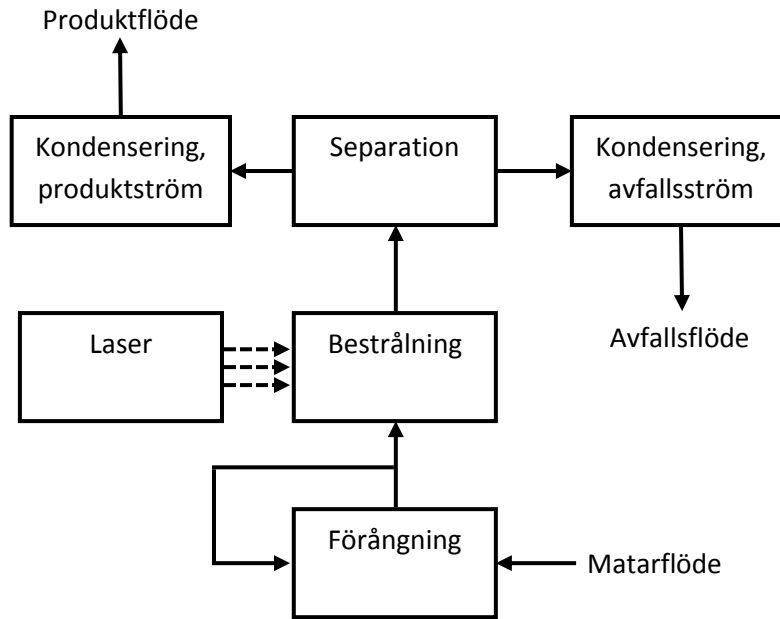 Produktflöde
Kondensering,
produktström
Separation
Kondensering,
avfallsström
Laser
Bestrålning
Avfallsflöde
Förångning
Matarflöde